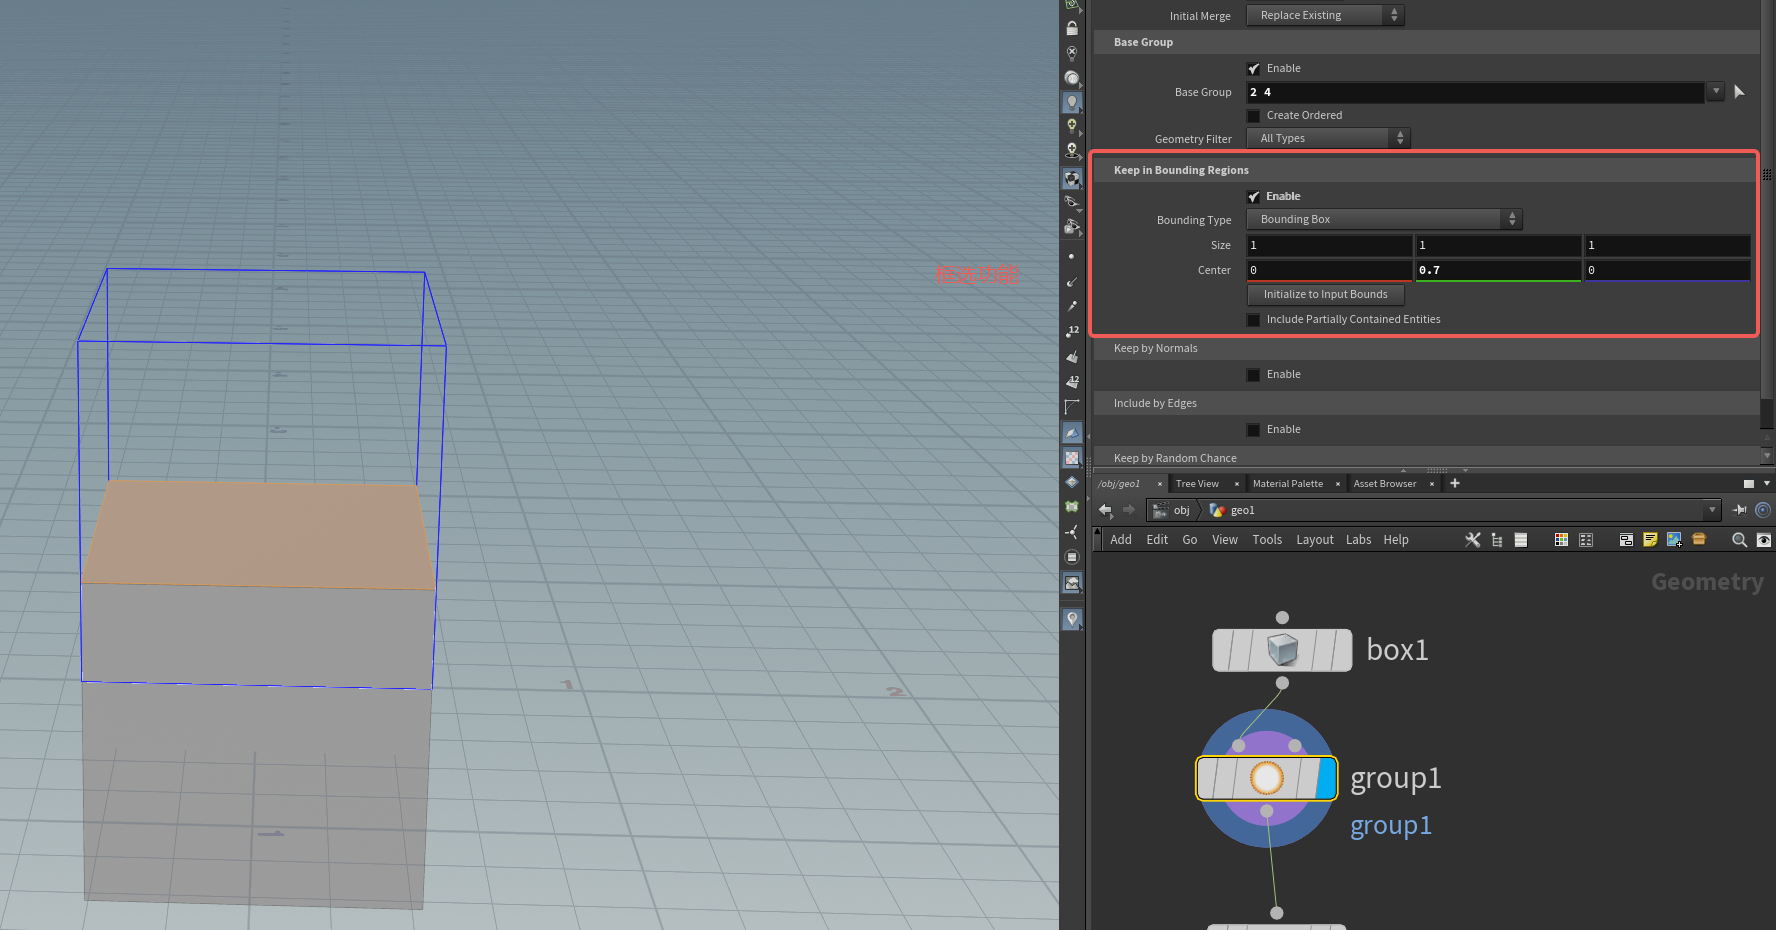 Initial Merge Replace Existing
Base Group
Enable
Base Group 2 4
Create Ordered
Geometry Filter All Types
Keep in Bounding Regions
Enable
Bounding Type Bounding Box
Size 1 1 1
Center 0 0.7 0
Initialize to Input Bounds
Include Partially Contained Entities
Keep by Normals
Enable
Include by Edges
Enable
Keep by Random Chance
/obj/geo1 × Tree View × Material Palette × Asset Browser × +
obj geo1
Add Edit Go View Tools Layout Labs Help
Geometry
box1
group1
group1
12
12
1
2
1